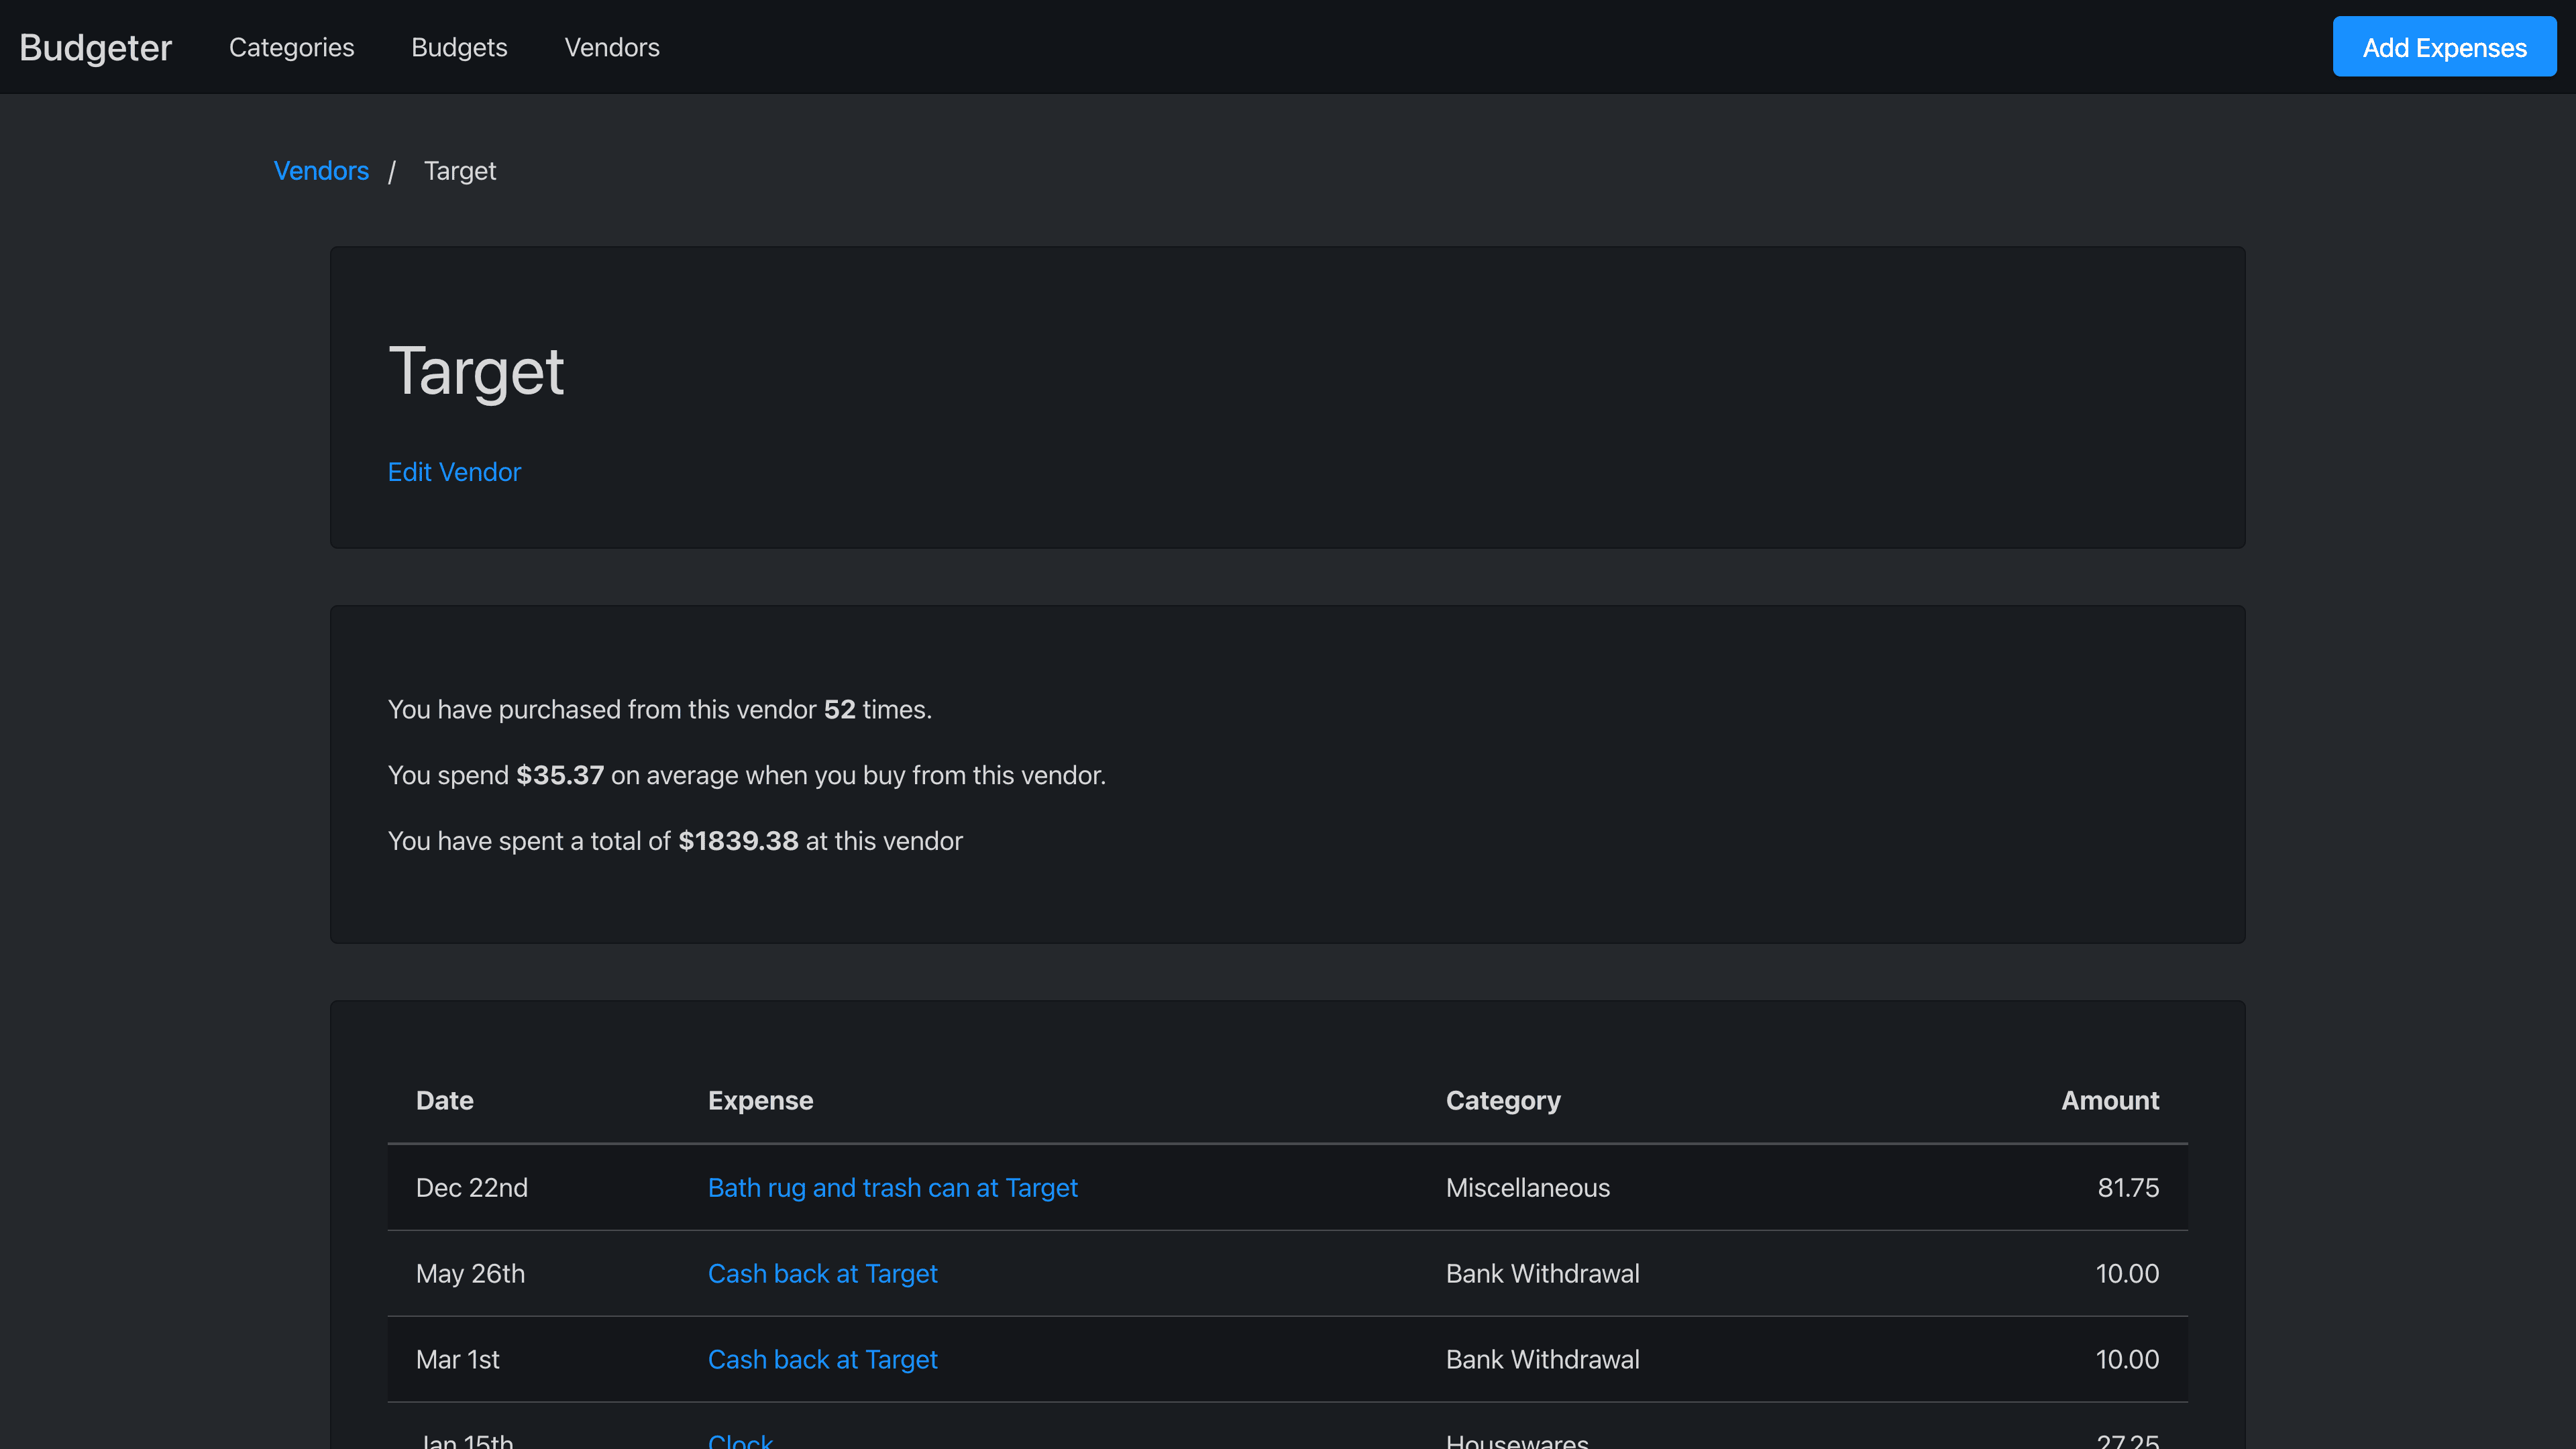 Budgeter Categories Budgets Vendors Add Expenses
Vendors / Target
Target
Edit Vendor
You have purchased from this vendor 52 times.
You spend $35.37 on average when you buy from this vendor.
You have spent a total of $1839.38 at this vendor
Date Expense Category Amount
Dec 22nd Bath rug and trash can at Target Miscellaneous 81.75
May 26th Cash back at Target Bank Withdrawal 10.00
Mar 1st Cash back at Target Bank Withdrawal 10.00
Jan 15th Clock Housewares 27.25